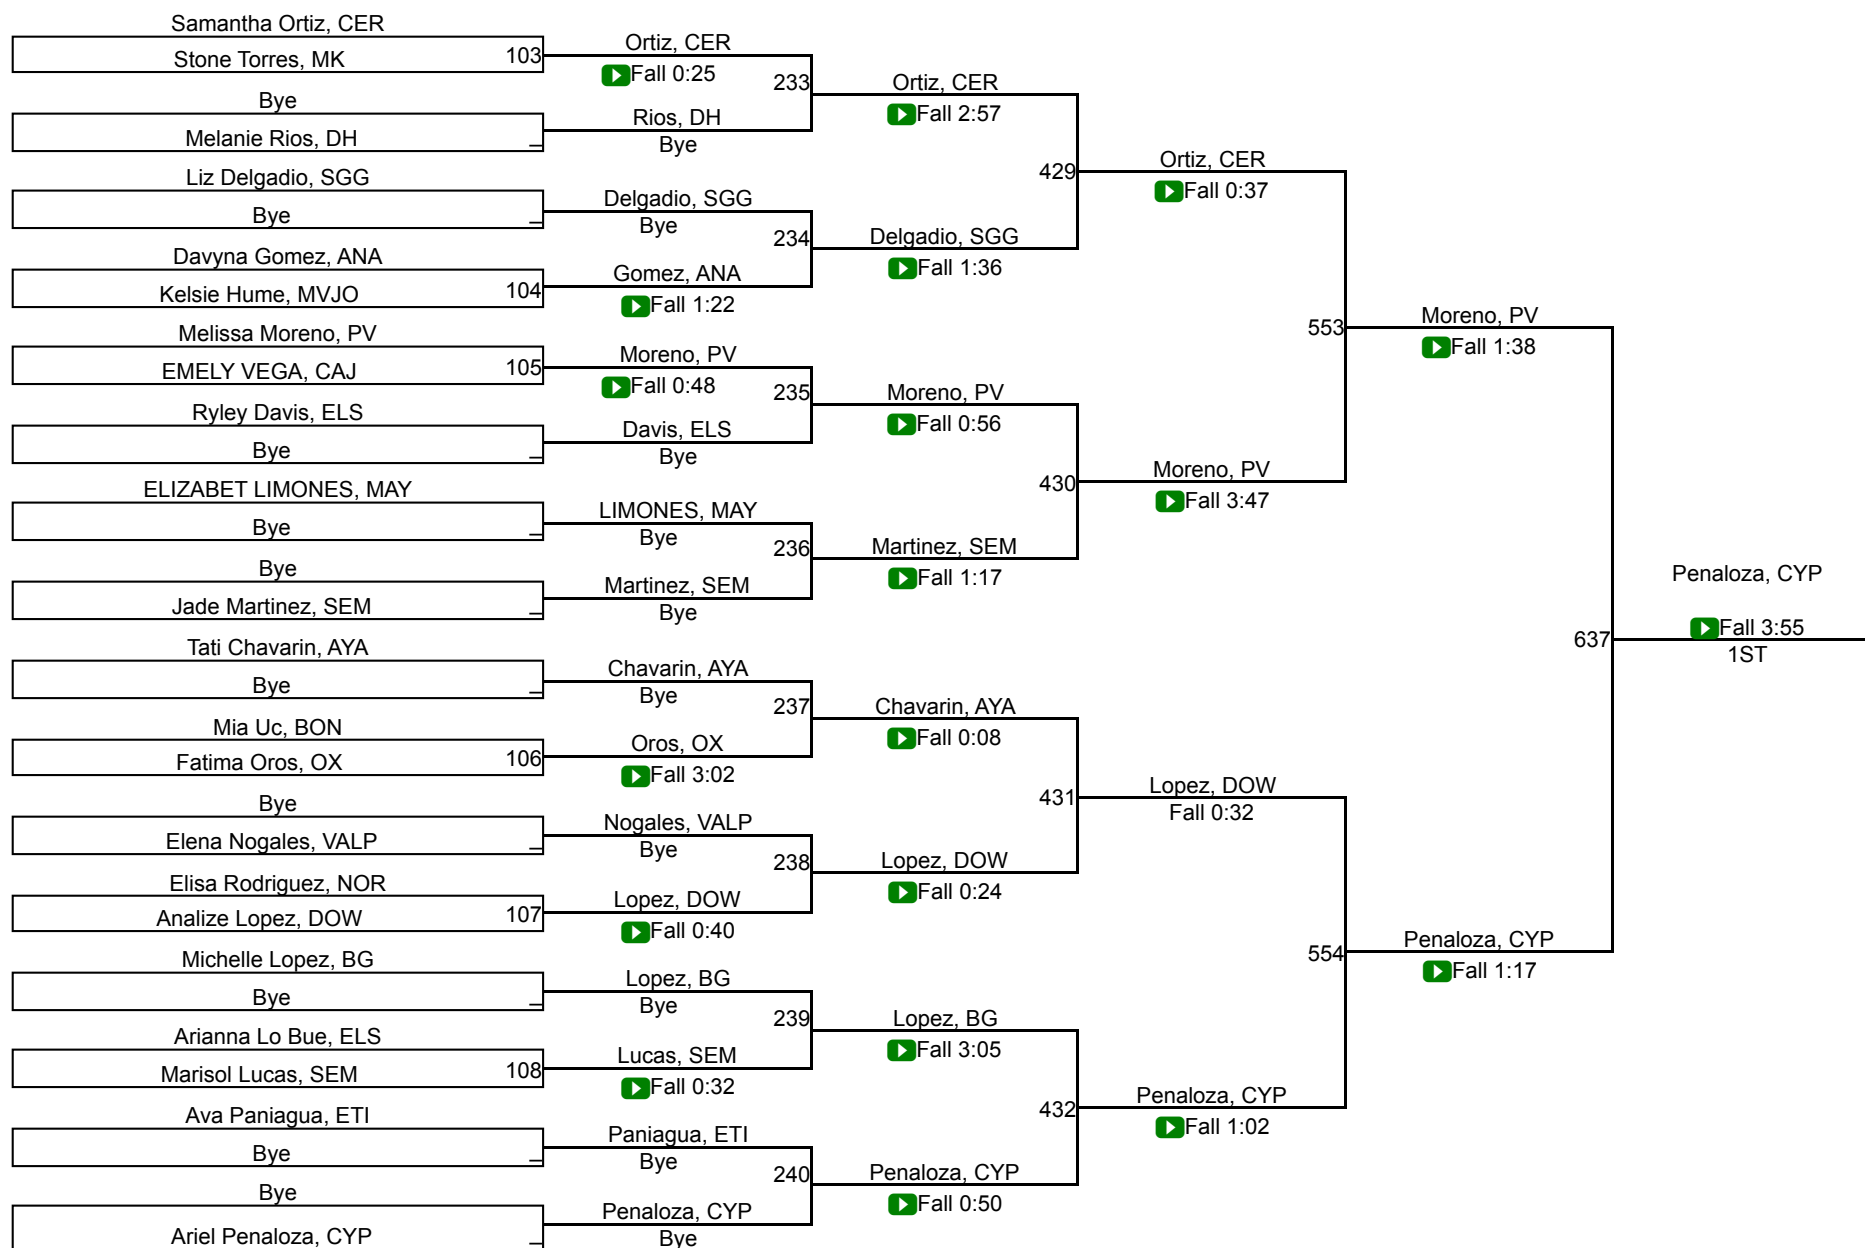 Samantha Ortiz, CER
Stone Torres, MK
103
Bye
Melanie Rios, DH
_
Liz Delgadio, SGG
Bye
_
Davyna Gomez, ANA
Kelsie Hume, MVJO
104
Melissa Moreno, PV
EMELY VEGA, CAJ
105
Ryley Davis, ELS
Bye
_
ELIZABET LIMONES, MAY
Bye
_
Bye
Jade Martinez, SEM
_
Tati Chavarin, AYA
Bye
_
Mia Uc, BON
Fatima Oros, OX
106
Bye
Elena Nogales, VALP
_
Elisa Rodriguez, NOR
Analize Lopez, DOW
107
Michelle Lopez, BG
Bye
_
Arianna Lo Bue, ELS
Marisol Lucas, SEM
108
Ava Paniagua, ETI
Bye
_
Bye
Ariel Penaloza, CYP
_
Ortiz, CER
Fall 0:25
233
Rios, DH
Bye
Delgadio, SGG
Bye
234
Gomez, ANA
Fall 1:22
Moreno, PV
Fall 0:48
235
Davis, ELS
Bye
LIMONES, MAY
Bye
236
Martinez, SEM
Bye
Chavarin, AYA
Bye
237
Oros, OX
Fall 3:02
Nogales, VALP
Bye
238
Lopez, DOW
Fall 0:40
Lopez, BG
Bye
239
Lucas, SEM
Fall 0:32
Paniagua, ETI
Bye
240
Penaloza, CYP
Bye
Ortiz, CER
Fall 2:57
429
Delgadio, SGG
Fall 1:36
Moreno, PV
Fall 0:56
430
Martinez, SEM
Fall 1:17
Chavarin, AYA
Fall 0:08
431
Lopez, DOW
Fall 0:24
Lopez, BG
Fall 3:05
432
Penaloza, CYP
Fall 0:50
Ortiz, CER
Fall 0:37
553
Moreno, PV
Fall 3:47
Lopez, DOW
Fall 0:32
554
Penaloza, CYP
Fall 1:02
Moreno, PV
Fall 1:38
637
Penaloza, CYP
Fall 1:17
Penaloza, CYP
Fall 3:55
1ST